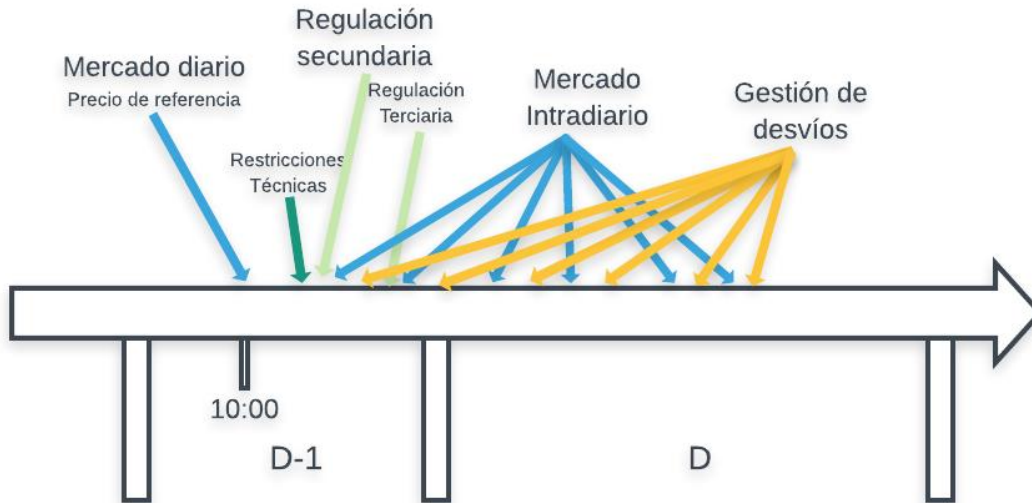 Regulación
secundaria
Mercado diario
Precio de referencia
Regulación
Terciaria
Mercado
Intradiario
Gestión de
desvíos
Restricciones
Técnicas
10:00
D-1
D